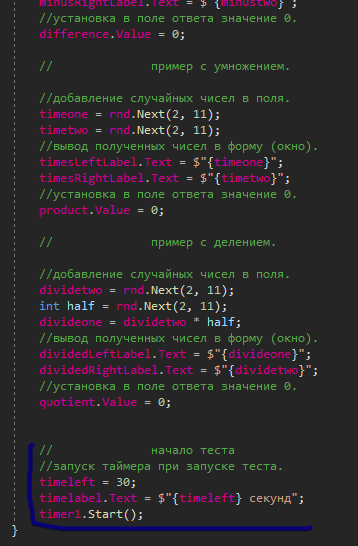 minusRightLabel.Text = $"{minustwo}";
//установка в поле ответа значение 0.
difference.Value = 0;
// пример с умножением.
//добавление случайных чисел в поля.
timeone = rnd.Next(2, 11);
timetwo = rnd.Next(2, 11);
//вывод полученных чисел в форму (окно).
timesLeftLabel.Text = $"{timeone}";
timesRightLabel.Text = $"{timetwo}";
//установка в поле ответа значение 0.
product.Value = 0;
// пример с делением.
//добавление случайных чисел в поля.
dividetwo = rnd.Next(2, 11);
int half = rnd.Next(2, 11);
divideone = dividetwo * half;
//вывод полученных чисел в форму (окно).
dividedLeftLabel.Text = $"{divideone}";
dividedRightLabel.Text = $"{dividetwo}";
//установка в поле ответа значение 0.
quotient.Value = 0;
// начало теста
//запуск таймера при запуске теста.
timeleft = 30;
timelabel.Text = $"{timeleft} секунд";
timer1.Start();
}